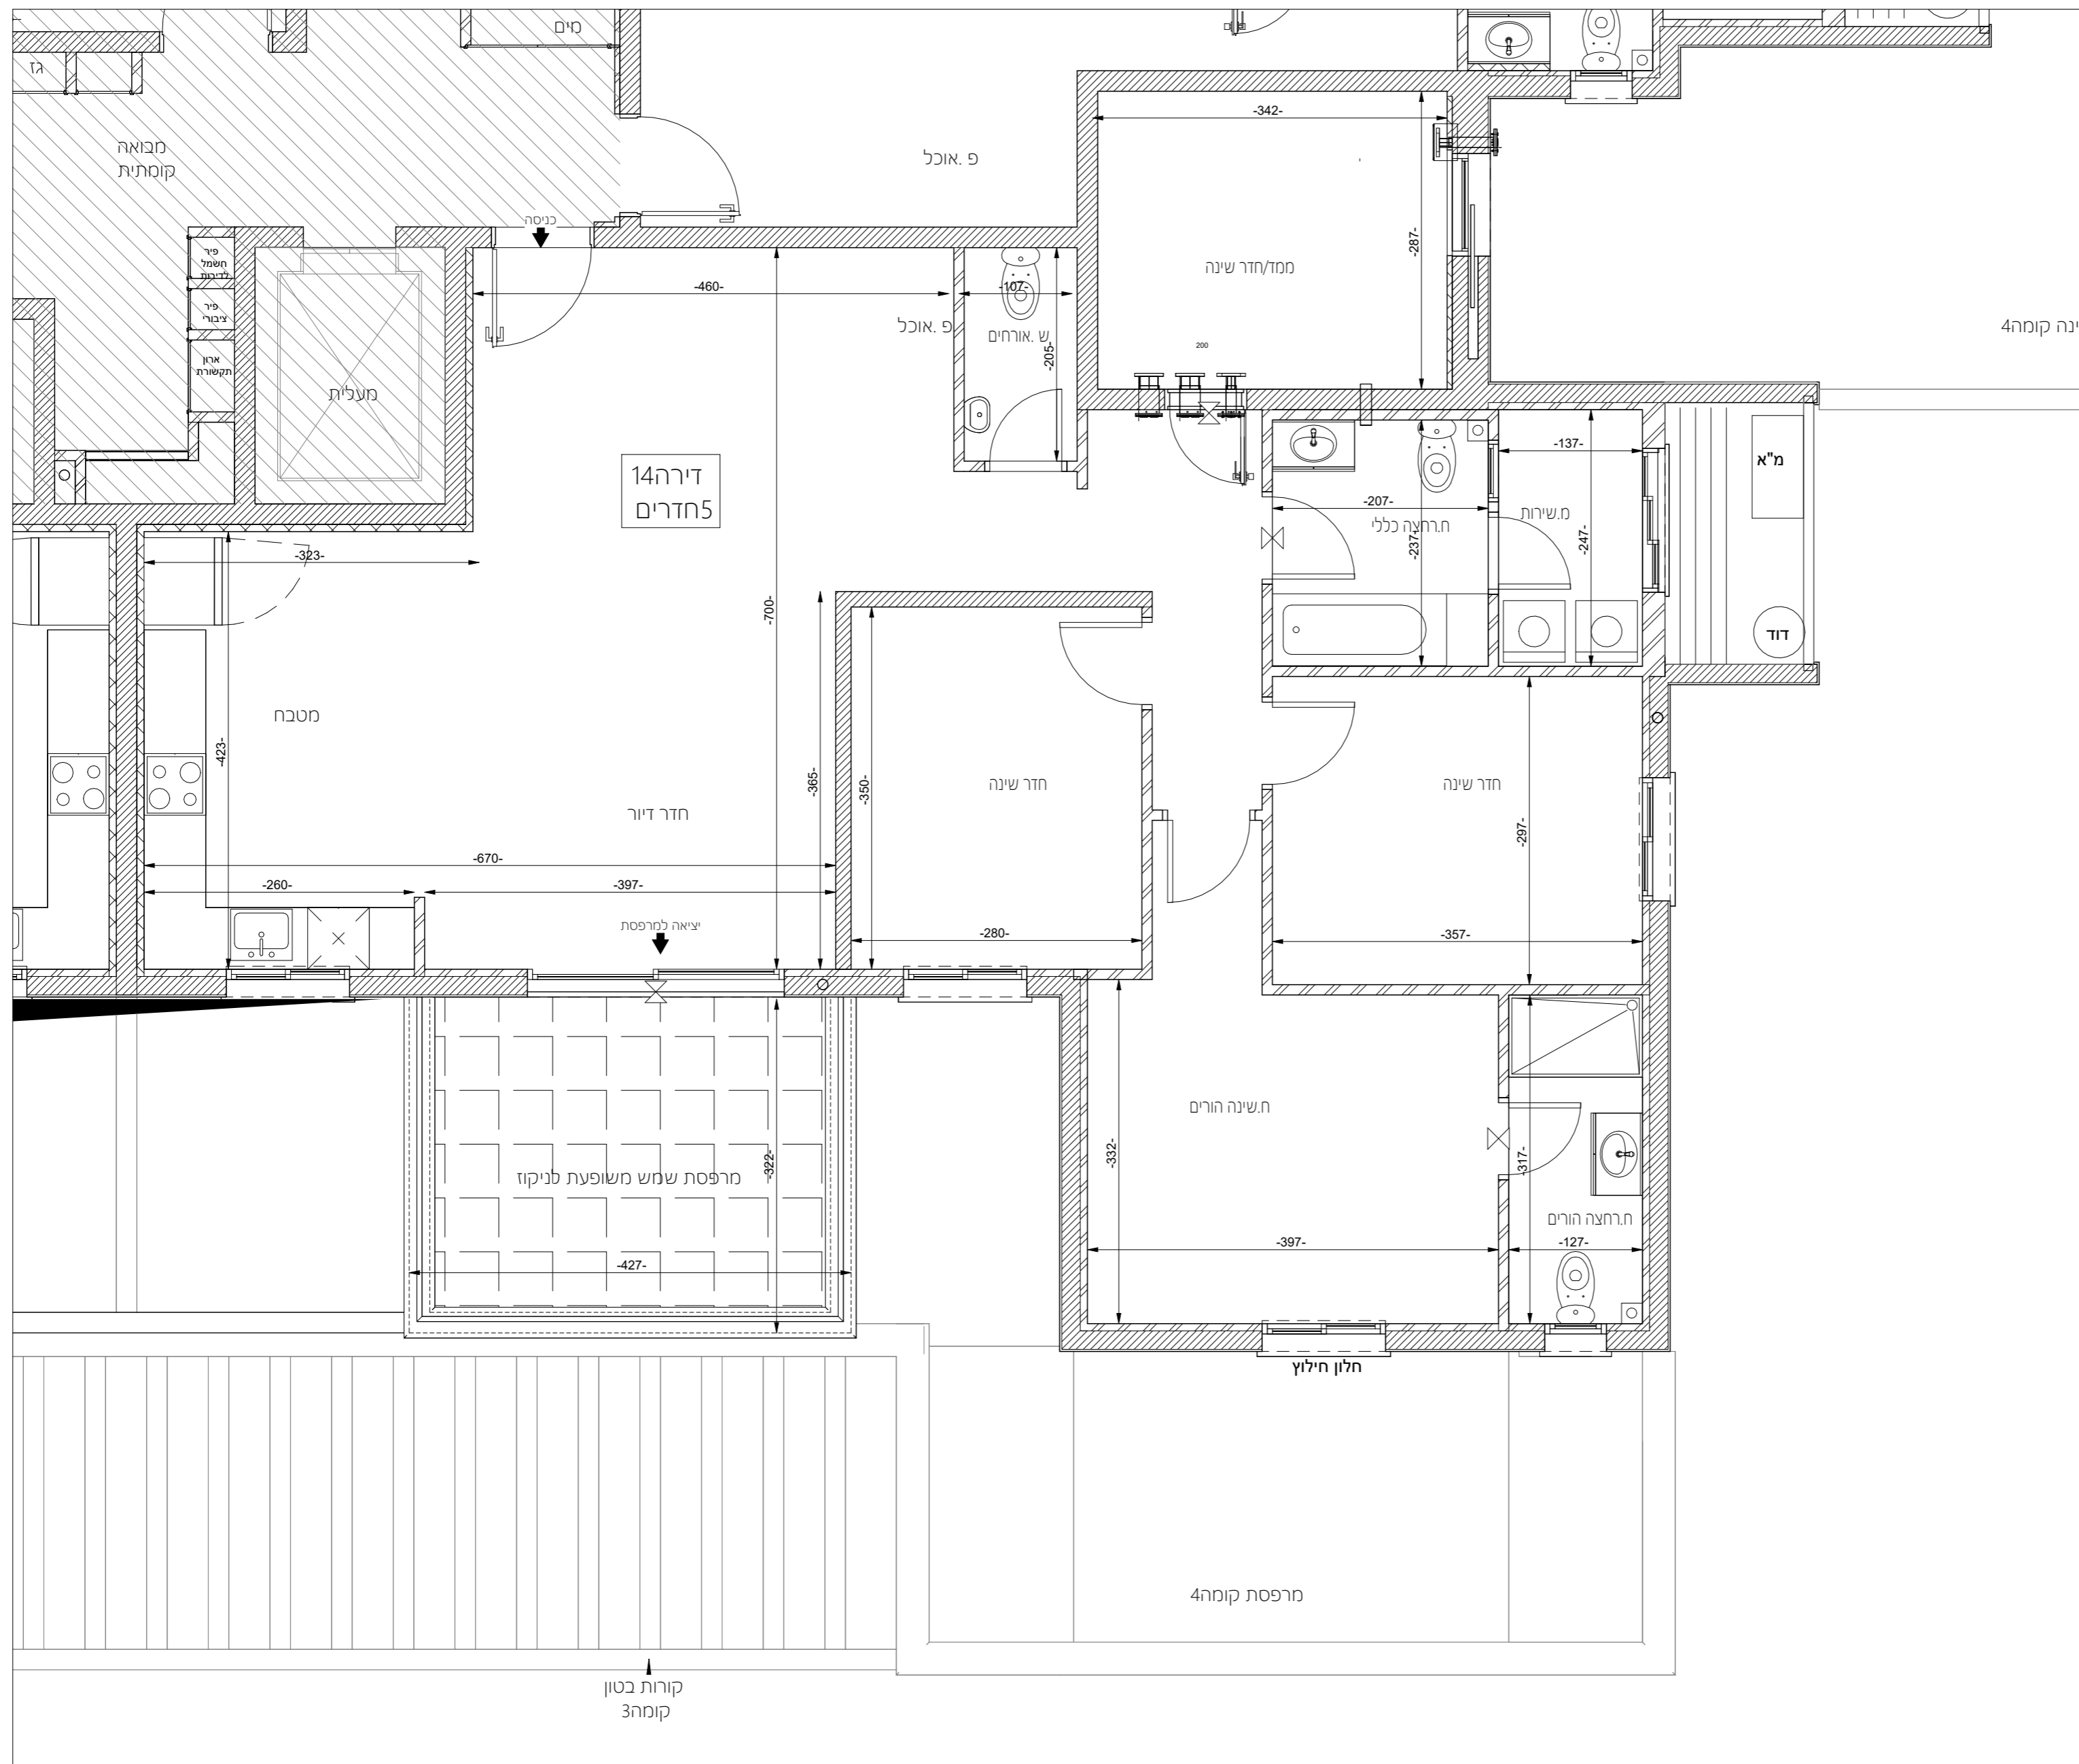 מים
גז
מבואה
קומתית
פ .אוכל
-342-
-287-
ממד/חדר שינה
200
כניסה
פיר
חשמל
לדירות
פיר
ציבורי
ארון
תקשורת
מעלית
-460-
-107-
פ .אוכל
ש .אורחים
-205-
ינה קומה4
דירה14
5חדרים
-137-
מ"א
-207-
ח.רחצה כללי
-237-
מ.שירות
-247-
דוד
-323-
-700-
-423-
מטבח
-365-
-350-
חדר שינה
חדר שינה
-297-
חדר דיור
-670-
-260-
-397-
יציאה למרפסת
-280-
-357-
ח.שינה הורים
-332-
-317-
מרפסת שמש משופעת לניקוז
-322-
ח.רחצה הורים
-427-
-397-
-127-
חלון חילוץ
מרפסת קומה4
קורות בטון
קומה3